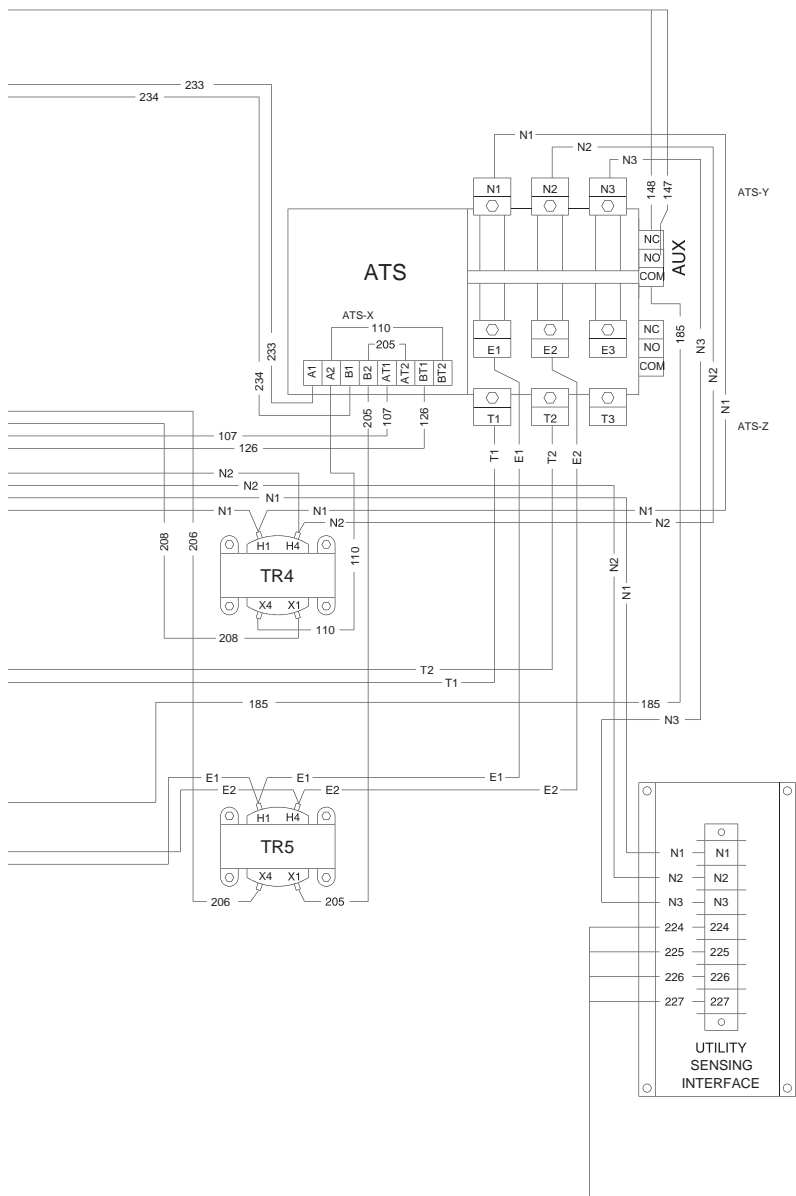 233
234
N1
N2
N3
N1
N2
N3
148
147
ATS-Y
NC
NO
COM
AUX
ATS
ATS-X
110
205
233
234
A1
A2
B1
B2
AT1
AT2
BT1
BT2
E1
E2
E3
NC
NO
COM
185
N3
N2
N1
T1
T2
T3
ATS-Z
205
107
126
107
126
T1
E1
T2
E2
N2
N2
N1
N1
N1
N2
N1
N2
208
206
H1
H4
TR4
X4
X1
110
110
208
N2
N1
T2
T1
185
185
N3
E1
E1
E1
E2
E2
H1
H4
TR5
X4
X1
206
205
N1
N1
N2
N2
N3
N3
224
224
225
225
226
226
227
227
UTILITY
SENSING
INTERFACE